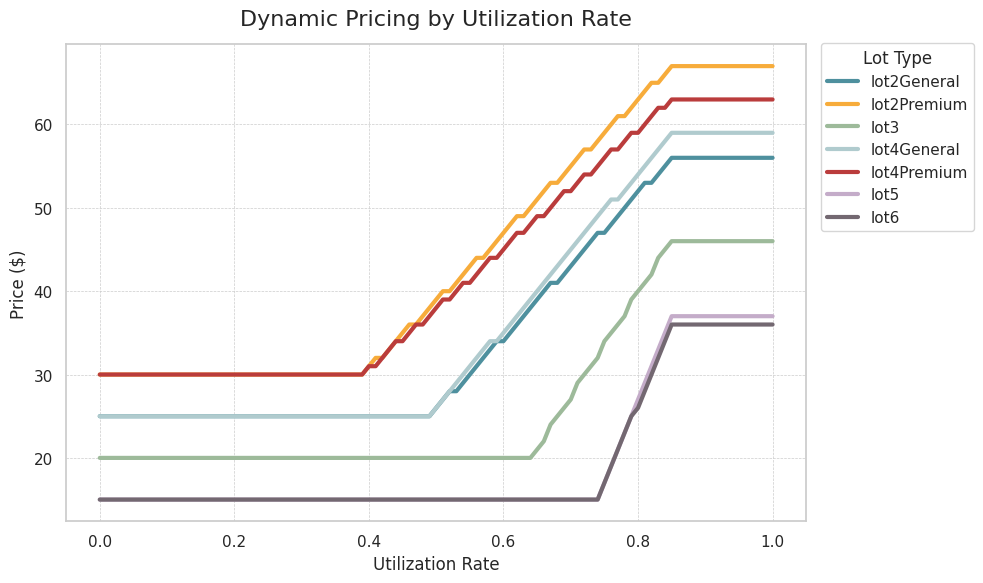 Dynamic Pricing by Utilization Rate
Price ($)
60
50
40
30
20
0.0 0.2 0.4 0.6 0.8 1.0
Utilization Rate
Lot Type
lot2General
lot2Premium
lot3
lot4General
lot4Premium
lot5
lot6